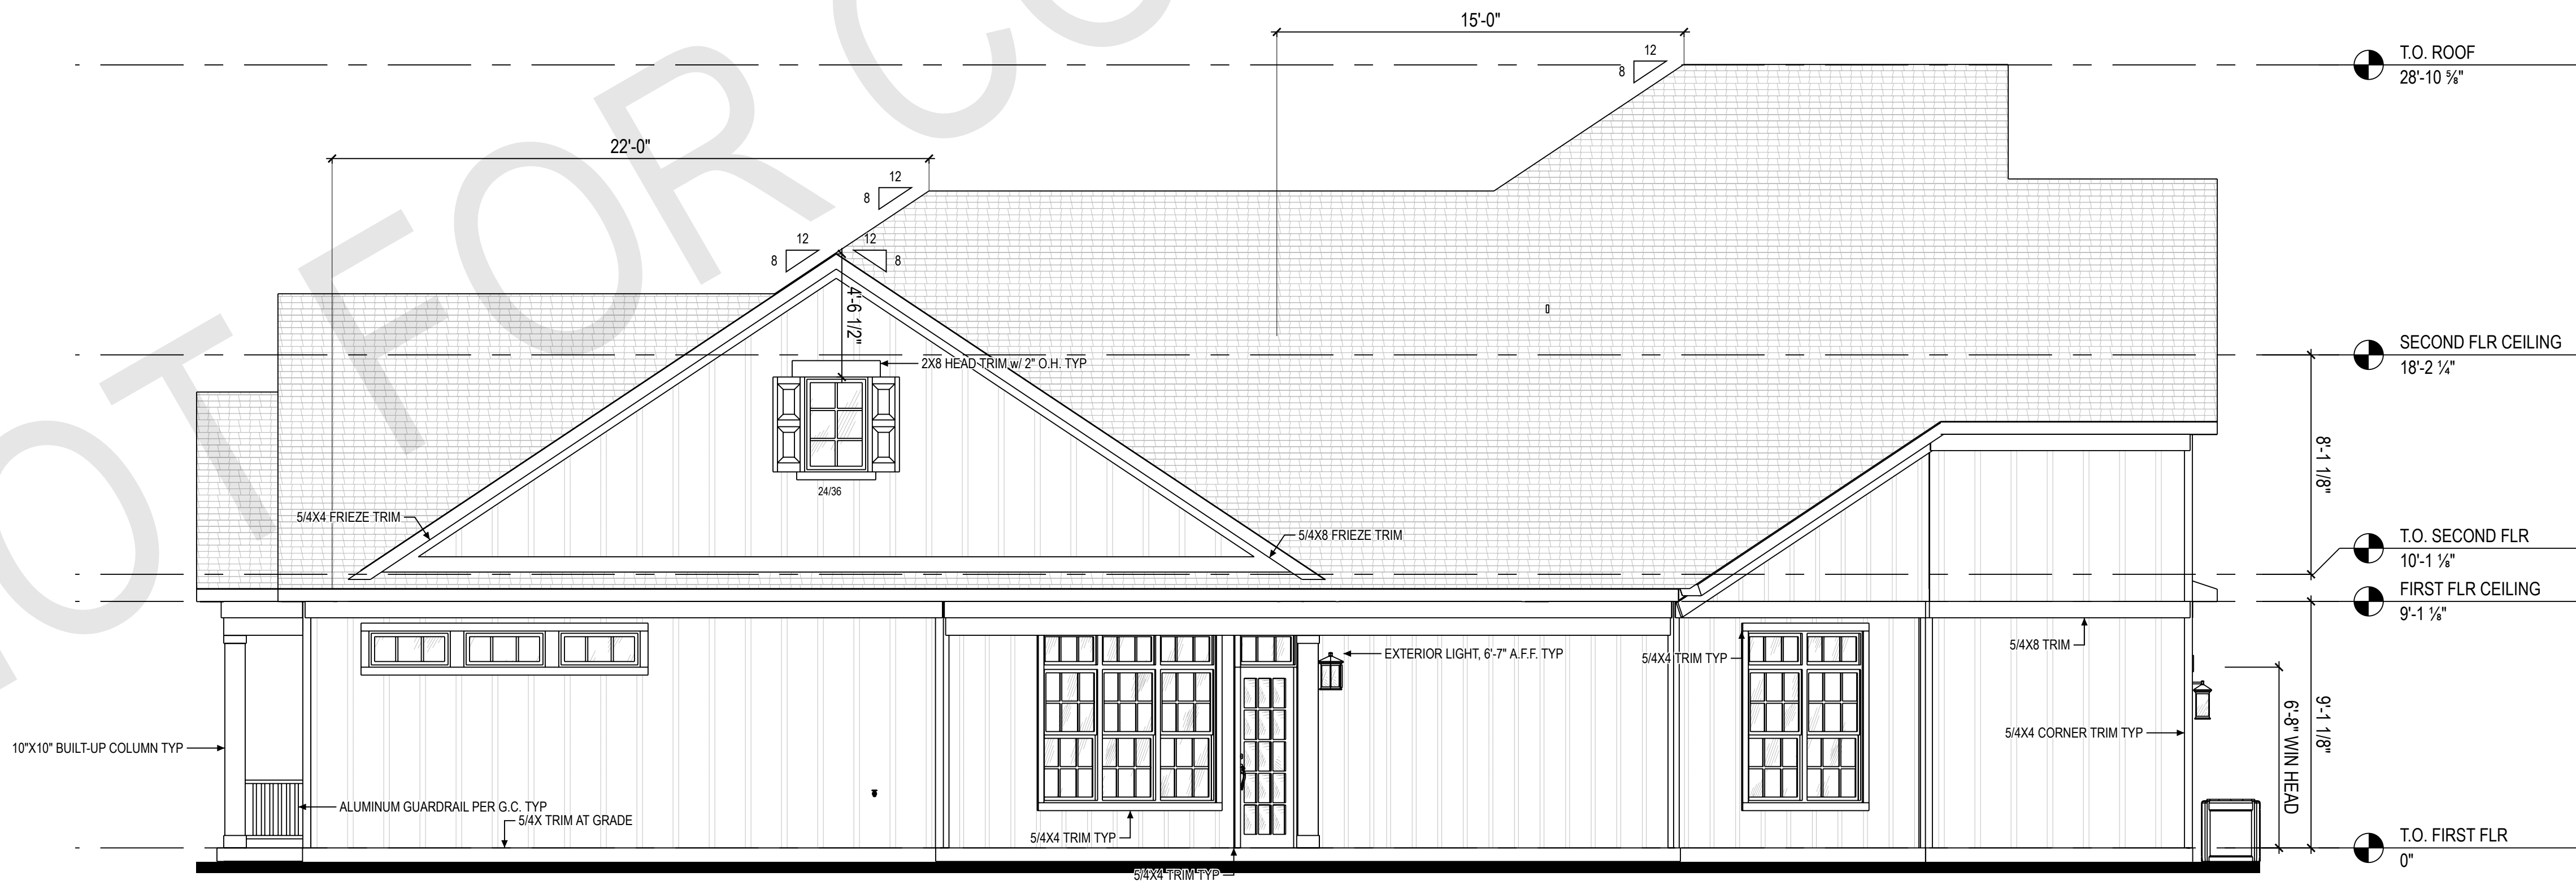 NOT FOR CO
15'-0"
12
8
T.O. ROOF
28'-10 ⅝"
22'-0"
12
8
12
8
12
8
4'-6 1/2"
SECOND FLR CEILING
18'-2 ¼"
2X8 HEAD TRIM w/ 2" O.H. TYP
24/36
8'-1 1/8"
5/4X4 FRIEZE TRIM
5/4X8 FRIEZE TRIM
T.O. SECOND FLR
10'-1 ⅛"
FIRST FLR CEILING
9'-1 ⅛"
EXTERIOR LIGHT, 6'-7" A.F.F. TYP
5/4X4 TRIM TYP
5/4X8 TRIM
10"X10" BUILT-UP COLUMN TYP
5/4X4 CORNER TRIM TYP
6'-8" WIN HEAD
9'-1 1/8"
ALUMINUM GUARDRAIL PER G.C. TYP
5/4X TRIM AT GRADE
5/4X4 TRIM TYP
T.O. FIRST FLR
0"
5/4X4 TRIM TYP